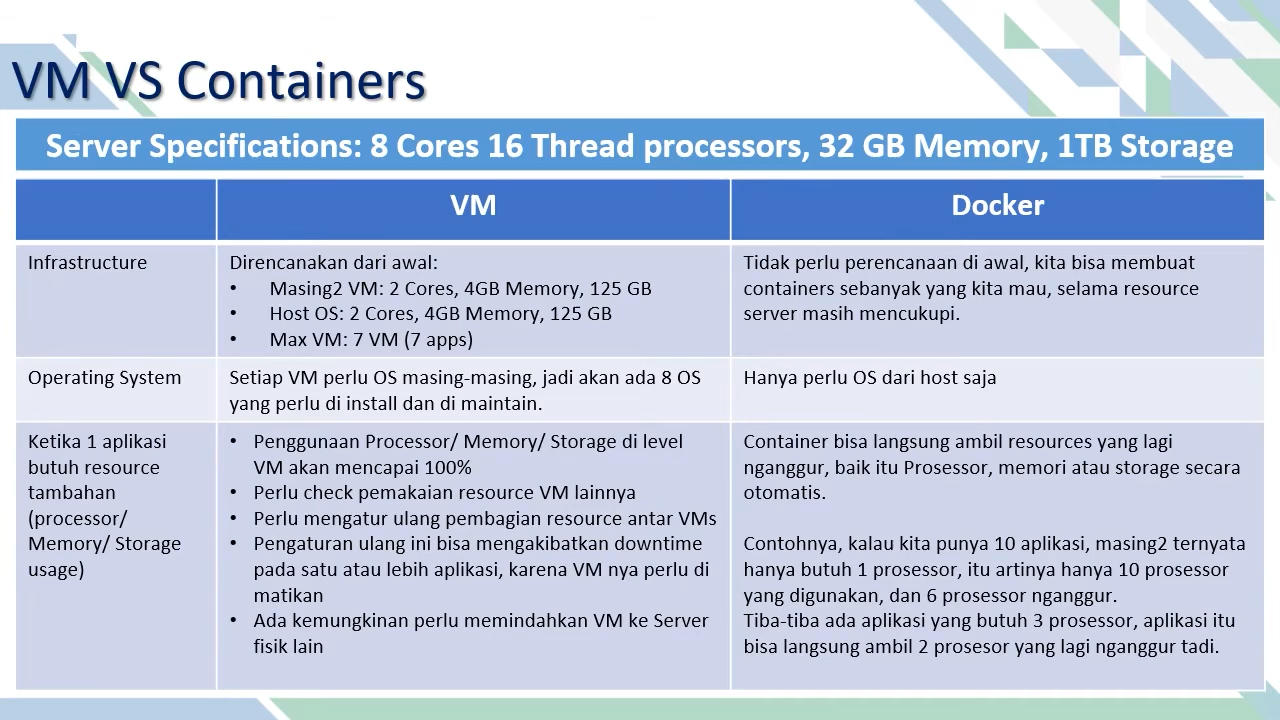 VM VS Containers
Server Specifications: 8 Cores 16 Thread processors, 32 GB Memory, 1TB Storage
VM
Docker
Infrastructure
Direncanakan dari awal:
• Masing2 VM: 2 Cores, 4GB Memory, 125 GB
• Host OS: 2 Cores, 4GB Memory, 125 GB
• Max VM: 7 VM (7 apps)
Tidak perlu perencanaan di awal, kita bisa membuat
containers sebanyak yang kita mau, selama resource
server masih mencukupi.
Operating System
Setiap VM perlu OS masing-masing, jadi akan ada 8 OS
yang perlu di install dan di maintain.
Hanya perlu OS dari host saja
Ketika 1 aplikasi
butuh resource
tambahan
(processor/
Memory/ Storage
usage)
• Penggunaan Processor/ Memory/ Storage di level
VM akan mencapai 100%
• Perlu check pemakaian resource VM lainnya
• Perlu mengatur ulang pembagian resource antar VMs
• Pengaturan ulang ini bisa mengakibatkan downtime
pada satu atau lebih aplikasi, karena VM nya perlu di
matikan
• Ada kemungkinan perlu memindahkan VM ke Server
fisik lain
Container bisa langsung ambil resources yang lagi
nganggur, baik itu Prosessor, memori atau storage secara
otomatis.
Contohnya, kalau kita punya 10 aplikasi, masing2 ternyata
hanya butuh 1 prosessor, itu artinya hanya 10 prosessor
yang digunakan, dan 6 prosessor nganggur.
Tiba-tiba ada aplikasi yang butuh 3 prosessor, aplikasi itu
bisa langsung ambil 2 prosesor yang lagi nganggur tadi.